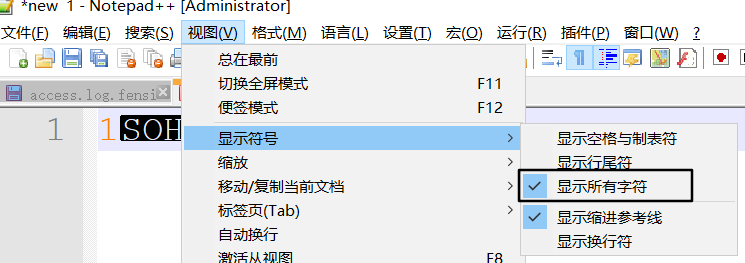 *new 1 - Notepad++ [Administrator]
文件(F) 编辑(E) 搜索(S) 视图(V) 格式(M) 语言(L) 设置(T) 宏(O) 运行(R) 插件(P) 窗口(W) ?
总在最前
access.log.fensi
切换全屏模式 F11
便签模式 F12
1 1SOH
显示符号
显示空格与制表符
缩放
显示行尾符
移动/复制当前文档
显示所有字符
标签页(Tab)
显示缩进参考线
自动换行
显示换行符
激活从视图 F8